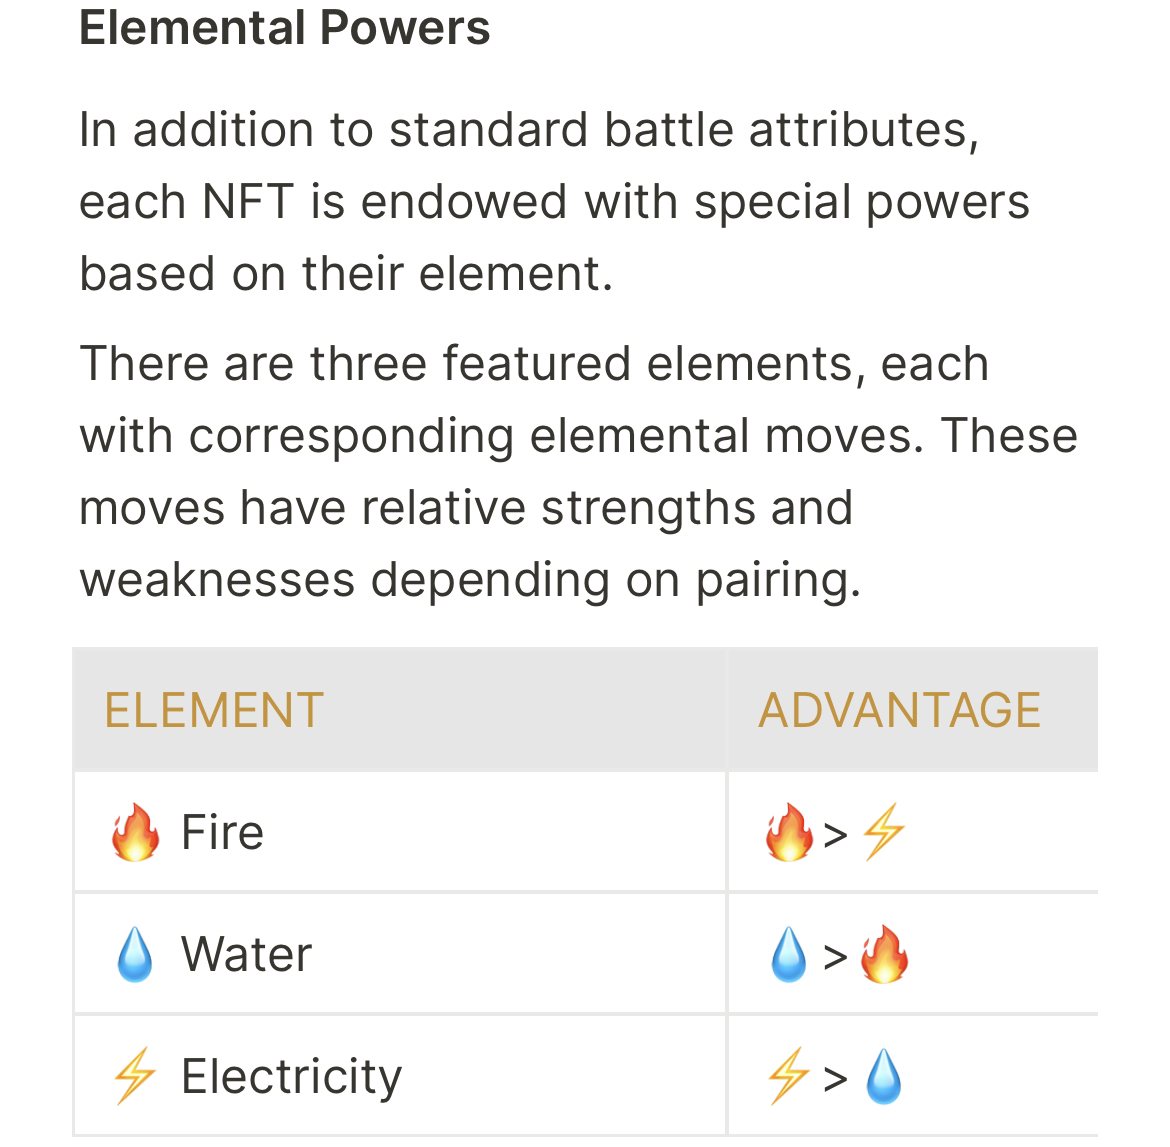 Elemental Powers
In addition to standard battle attributes,
each NFT is endowed with special powers
based on their element.
There are three featured elements, each
with corresponding elemental moves. These
moves have relative strengths and
weaknesses depending on pairing.
ELEMENT ADVANTAGE
🔥 Fire 🔥 > ⚡
💧 Water 💧 > 🔥
⚡ Electricity ⚡ > 💧